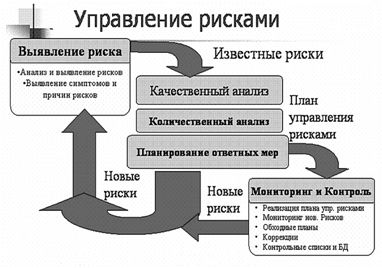 Управление рисками
Выявление риска
•Анализ и выявление рисков
•Выявление симптомов и
причин рисков
Известные риски
Качественный анализ
Количественный анализ
Планирование ответных мер
План
управления
рисками
Новые
риски
Новые
риски
Мониторинг и Контроль
• Реализация плана упр. рисками
• Мониторинг нов. Рисков
• Обходные планы
• Коррекции
• Контрольные списки и БД